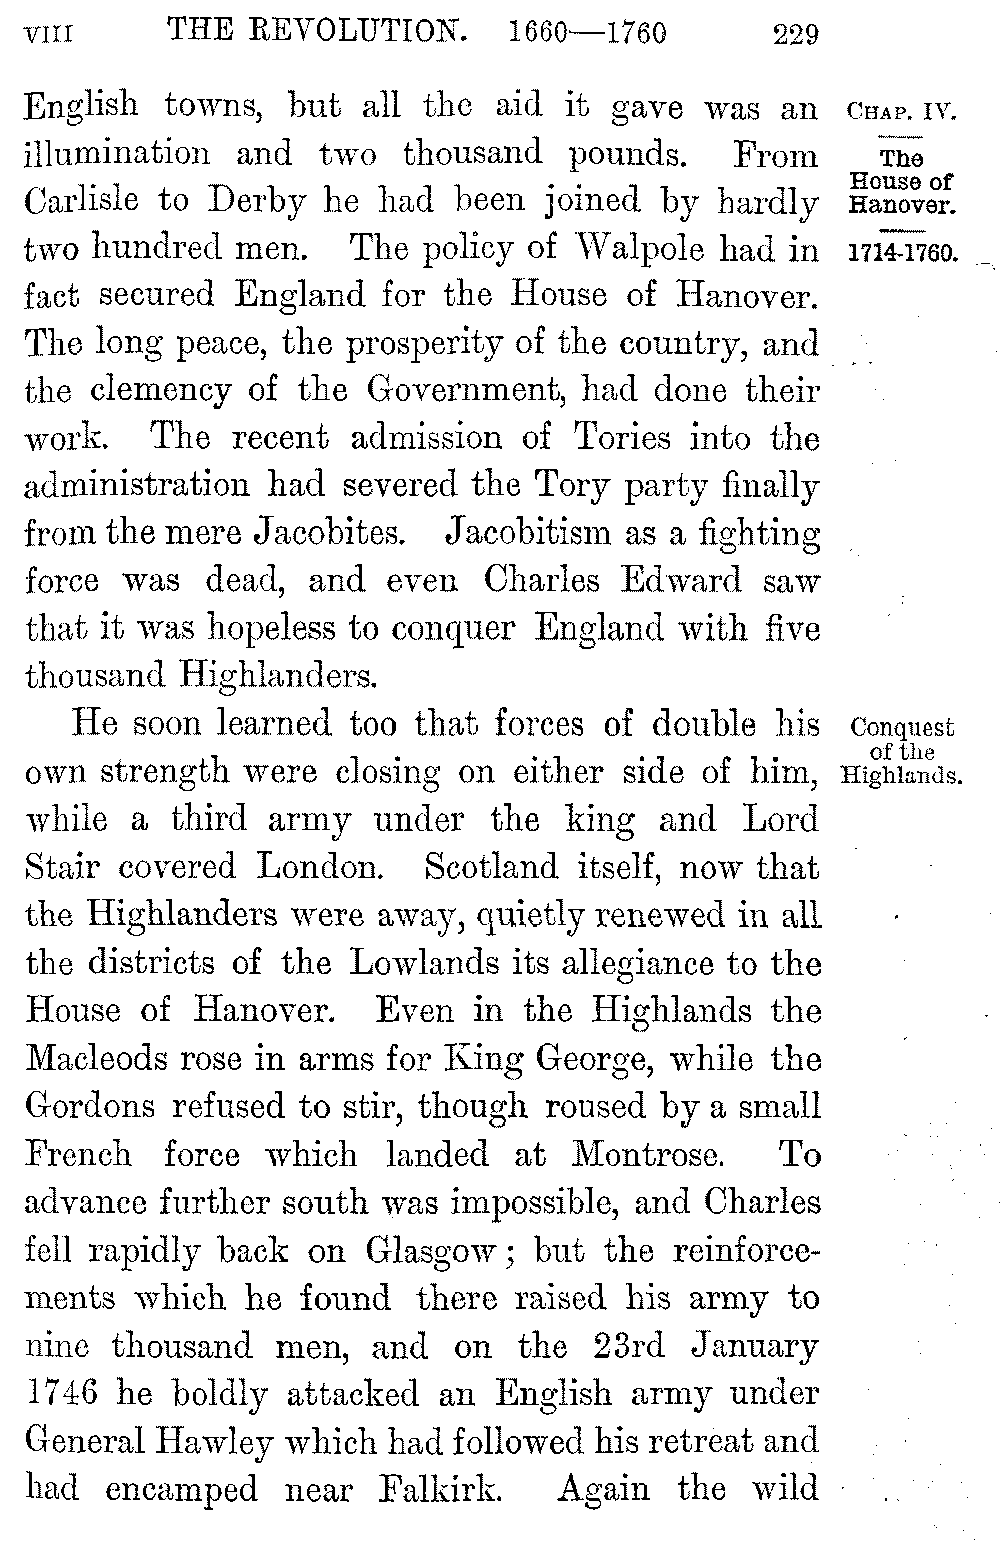 VIII THE REVOLUTION. 1660—1760 229
English towns, but all the aid it gave was an
illumination and two thousand pounds. From
Carlisle to Derby he had been joined by hardly
two hundred men. The policy of Walpole had in
fact secured England for the House of Hanover.
The long peace, the prosperity of the country, and
the clemency of the Government, had done their
work. The recent admission of Tories into the
administration had severed the Tory party finally
from the mere Jacobites. Jacobitism as a fighting
force was dead, and even Charles Edward saw
that it was hopeless to conquer England with five
thousand Highlanders.
CHAP. IV.
The
House of
Hanover.
1714-1760.
He soon learned too that forces of double his
own strength were closing on either side of him,
while a third army under the king and Lord
Stair covered London. Scotland itself, now that
the Highlanders were away, quietly renewed in all
the districts of the Lowlands its allegiance to the
House of Hanover. Even in the Highlands the
Macleods rose in arms for King George, while the
Gordons refused to stir, though roused by a small
French force which landed at Montrose. To
advance further south was impossible, and Charles
fell rapidly back on Glasgow; but the reinforce-
ments which he found there raised his army to
nine thousand men, and on the 23rd January
1746 he boldly attacked an English army under
General Hawley which had followed his retreat and
had encamped near Falkirk. Again the wild
Conquest
of the
Highlands.